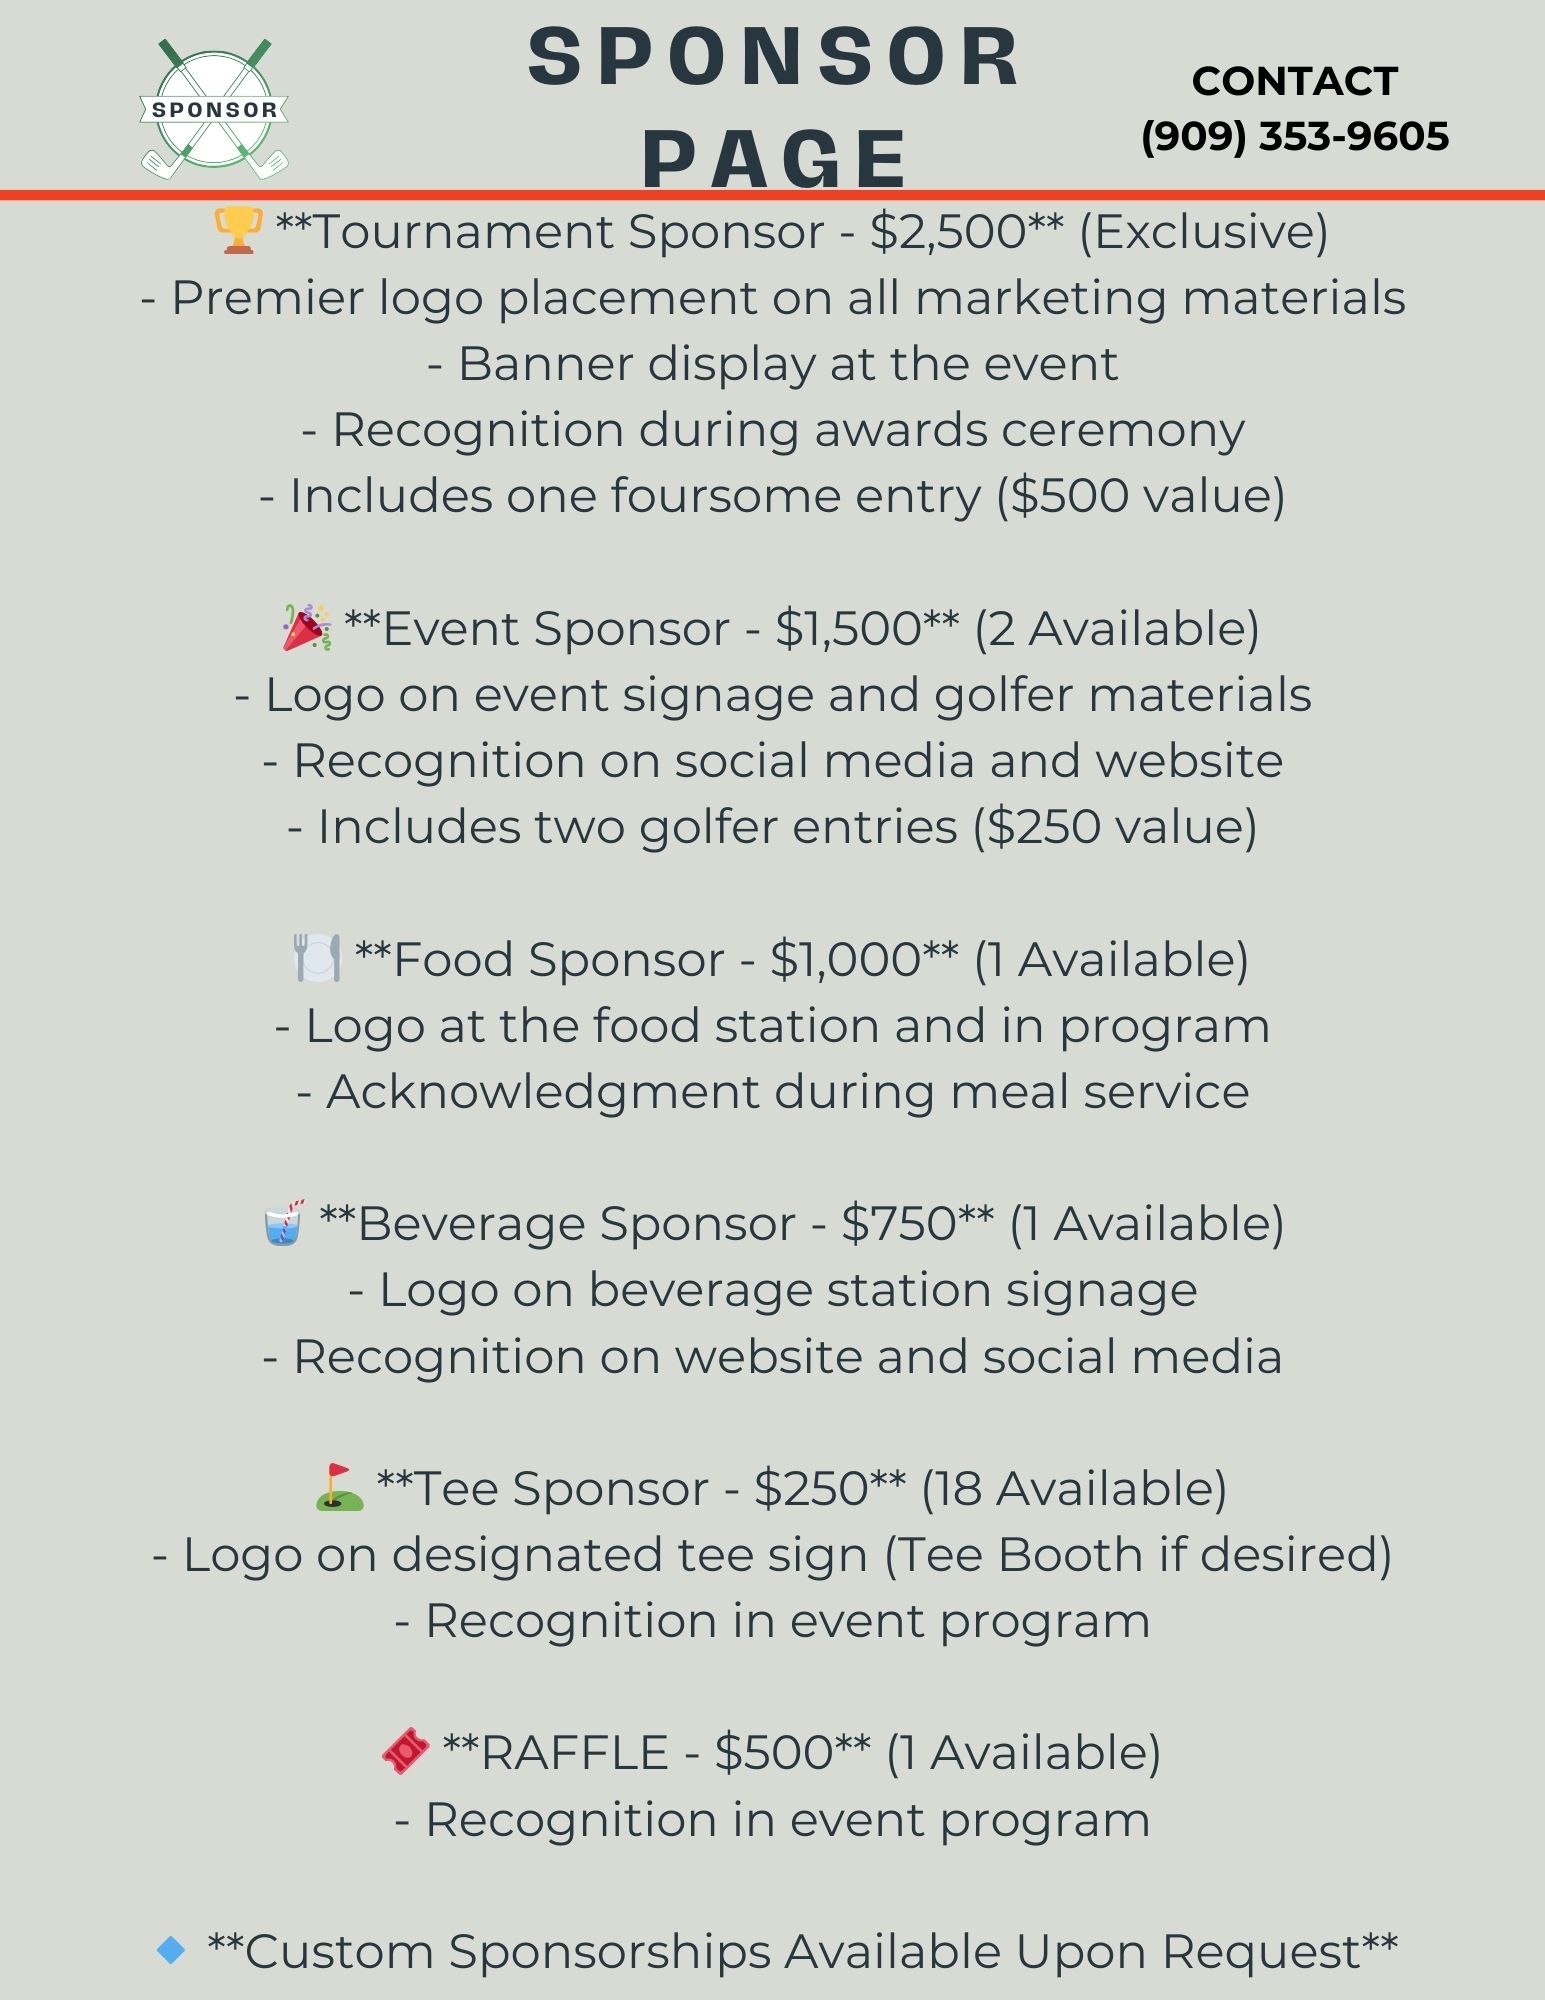 SPONSOR
SPONSOR
PAGE
CONTACT
(909) 353-9605
🏆 **Tournament Sponsor - $2,500** (Exclusive)
- Premier logo placement on all marketing materials
- Banner display at the event
- Recognition during awards ceremony
- Includes one foursome entry ($500 value)
🎉 **Event Sponsor - $1,500** (2 Available)
- Logo on event signage and golfer materials
- Recognition on social media and website
- Includes two golfer entries ($250 value)
🍽️ **Food Sponsor - $1,000** (1 Available)
- Logo at the food station and in program
- Acknowledgment during meal service
🥤 **Beverage Sponsor - $750** (1 Available)
- Logo on beverage station signage
- Recognition on website and social media
⛳ **Tee Sponsor - $250** (18 Available)
- Logo on designated tee sign (Tee Booth if desired)
- Recognition in event program
🎟️ **RAFFLE - $500** (1 Available)
- Recognition in event program
🔹 **Custom Sponsorships Available Upon Request**